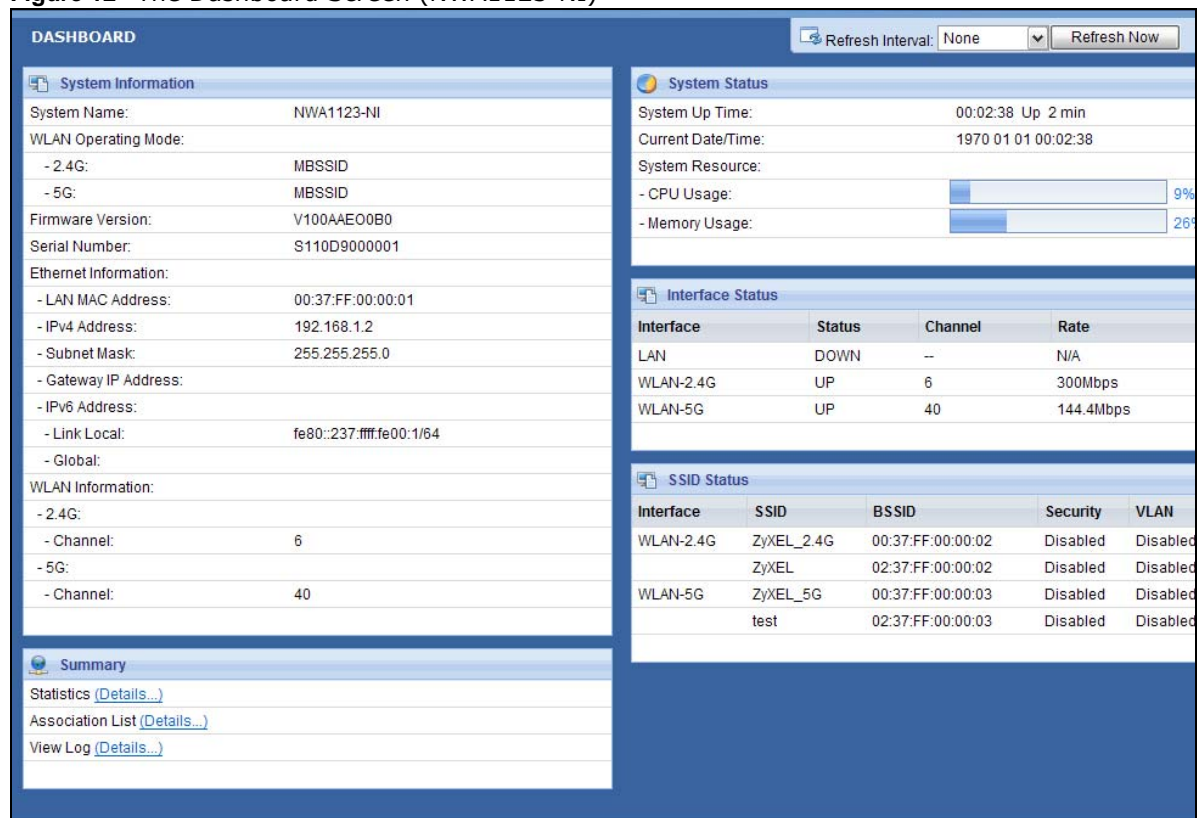 DASHBOARD
Refresh Interval: None Refresh Now
System Information
System Name: NWA1123-NI
WLAN Operating Mode:
- 2.4G: MBSSID
- 5G: MBSSID
Firmware Version: V100AAEO0B0
Serial Number: S110D9000001
Ethernet Information:
- LAN MAC Address: 00:37:FF:00:00:01
- IPv4 Address: 192.168.1.2
- Subnet Mask: 255.255.255.0
- Gateway IP Address:
- IPv6 Address:
- Link Local: fe80::237:ffff:fe00:1/64
- Global:
WLAN Information:
- 2.4G:
- Channel: 6
- 5G:
- Channel: 40
Summary
Statistics (Details...)
Association List (Details...)
View Log (Details...)
System Status
System Up Time: 00:02:38 Up 2 min
Current Date/Time: 1970 01 01 00:02:38
System Resource:
- CPU Usage: 9%
- Memory Usage: 26%
Interface Status
Interface Status Channel Rate
LAN DOWN -- N/A
WLAN-2.4G UP 6 300Mbps
WLAN-5G UP 40 144.4Mbps
SSID Status
Interface SSID BSSID Security VLAN
WLAN-2.4G ZyXEL_2.4G 00:37:FF:00:00:02 Disabled Disabled
ZyXEL 02:37:FF:00:00:02 Disabled Disabled
WLAN-5G ZyXEL_5G 00:37:FF:00:00:03 Disabled Disabled
test 02:37:FF:00:00:03 Disabled Disabled